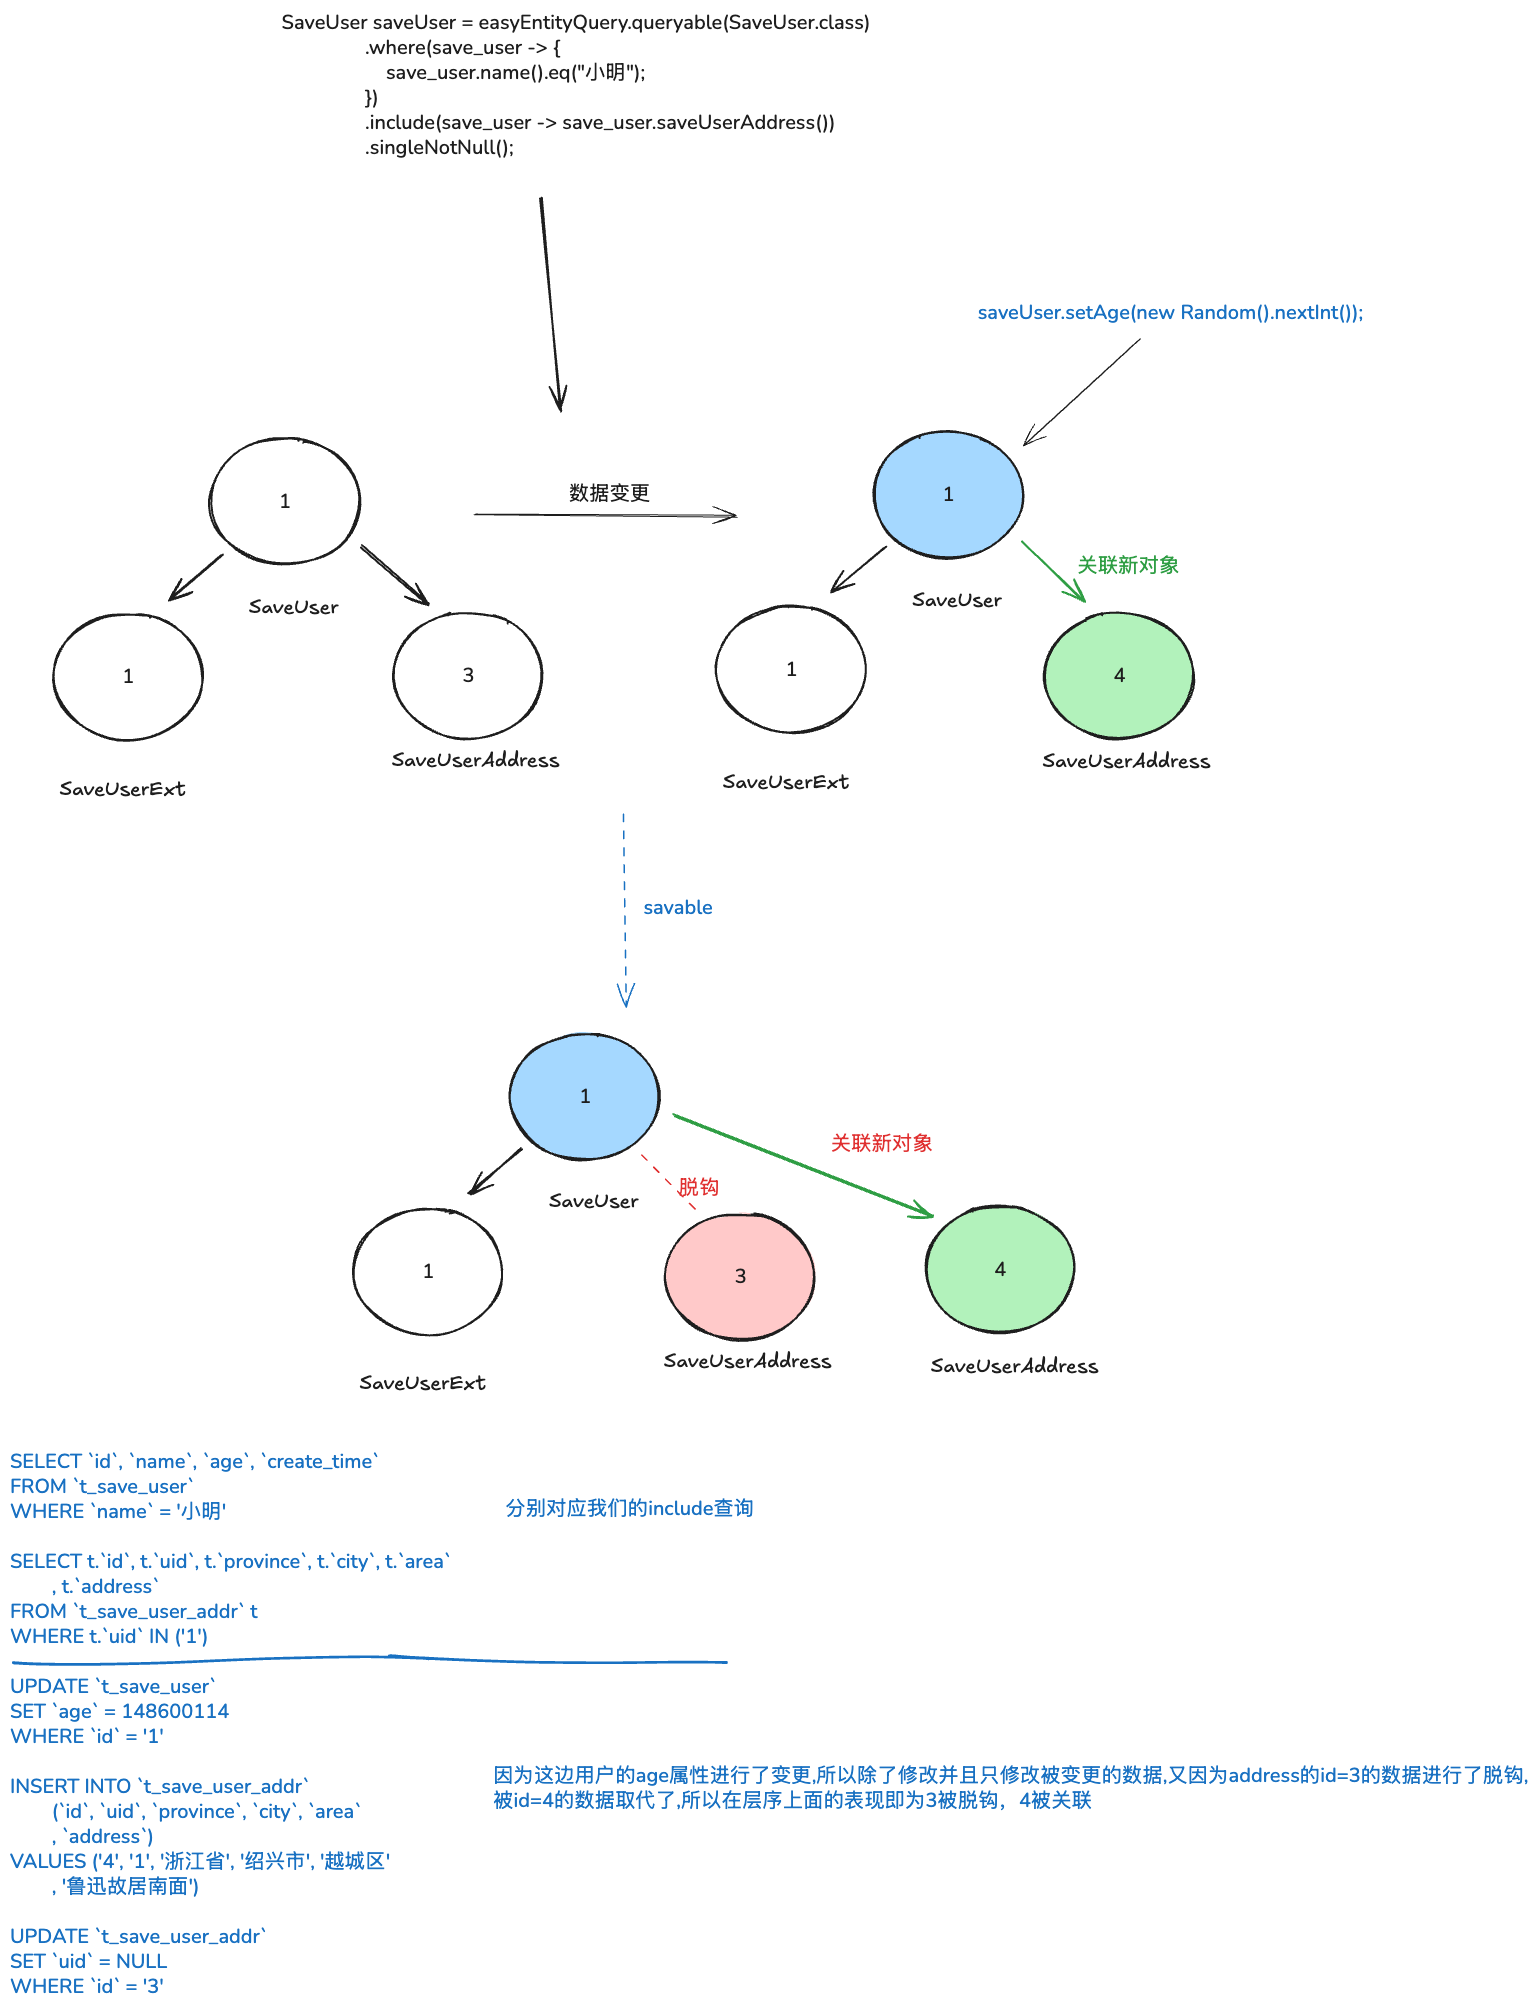 SaveUser saveUser = easyEntityQuery.queryable(SaveUser.class)
.where(save_user -> {
save_user.name().eq("小明");
})
.include(save_user -> save_user.saveUserAddress())
.singleNotNull();
saveUser.setAge(new Random().nextInt());
1
数据变更
1
关联新对象
SaveUser
SaveUser
1
3
1
4
SaveUserExt
SaveUserAddress
SaveUserExt
SaveUserAddress
savable
1
关联新对象
脱钩
SaveUser
1
3
4
SaveUserExt
SaveUserAddress
SaveUserAddress
SELECT `id`, `name`, `age`, `create_time`
FROM `t_save_user`
WHERE `name` = '小明'
分别对应我们的include查询
SELECT t.`id`, t.`uid`, t.`province`, t.`city`, t.`area`
, t.`address`
FROM `t_save_user_addr` t
WHERE t.`uid` IN ('1')
UPDATE `t_save_user`
SET `age` = 148600114
WHERE `id` = '1'
INSERT INTO `t_save_user_addr`
(`id`, `uid`, `province`, `city`, `area`
, `address`)
VALUES ('4', '1', '浙江省', '绍兴市', '越城区'
, '鲁迅故居南面')
因为这边用户的age属性进行了变更,所以除了修改并且只修改被变更的数据,又因为address的id=3的数据进行了脱钩,
被id=4的数据取代了,所以在层序上面的表现即为3被脱钩，4被关联
UPDATE `t_save_user_addr`
SET `uid` = NULL
WHERE `id` = '3'